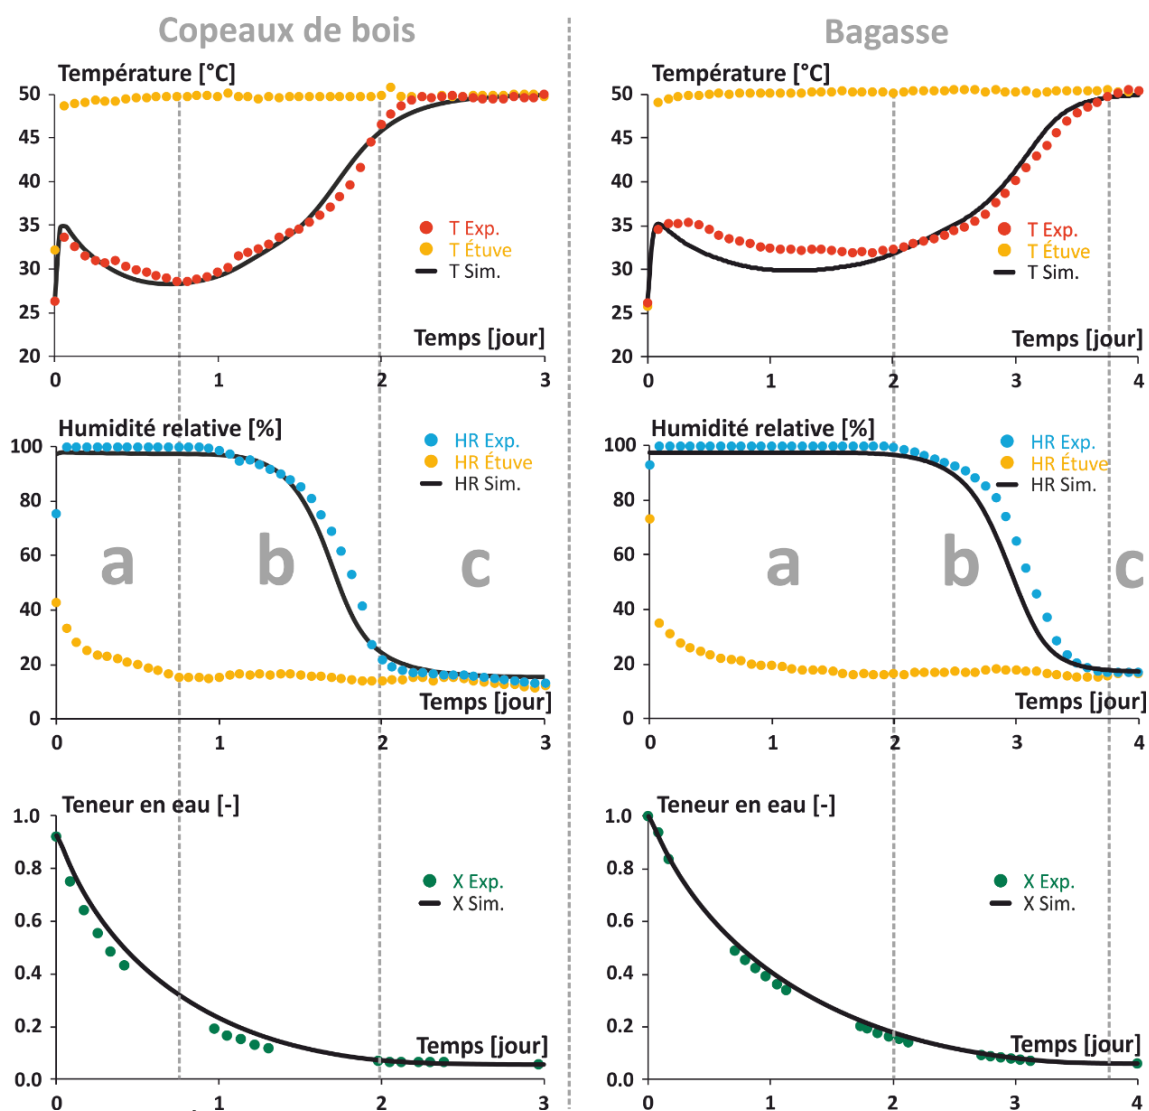 Copeaux de bois
Bagasse
Température [°C]
50
45
40
35
30
25
20
T Exp.
T Étuve
T Sim.
Temps [jour]
0 1 2 3
Température [°C]
50
45
40
35
30
25
20
T Exp.
T Étuve
T Sim.
Temps [jour]
0 1 2 3 4
Humidité relative [%]
100
80
60
40
20
0
HR Exp.
HR Étuve
HR Sim.
a b c
Temps [jour]
0 1 2 3
Humidité relative [%]
100
80
60
40
20
0
HR Exp.
HR Étuve
HR Sim.
a b c
Temps [jour]
0 1 2 3 4
Teneur en eau [-]
1.0
0.8
0.6
0.4
0.2
0.0
X Exp.
X Sim.
Temps [jour]
0 1 2 3
Teneur en eau [-]
1.0
0.8
0.6
0.4
0.2
0.0
X Exp.
X Sim.
Temps [jour]
0 1 2 3 4